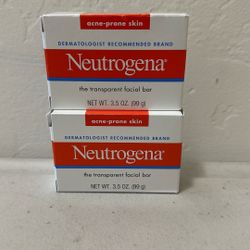 acne-prone skin
DERMATOLOGIST RECOMMENDED BRAND
Neutrogena®
the transparent facial bar
NET WT. 3.5 OZ. (99 g)
acne-prone skin
DERMATOLOGIST RECOMMENDED BRAND
Neutrogena®
the transparent facial bar
NET WT. 3.5 OZ. (99 g)